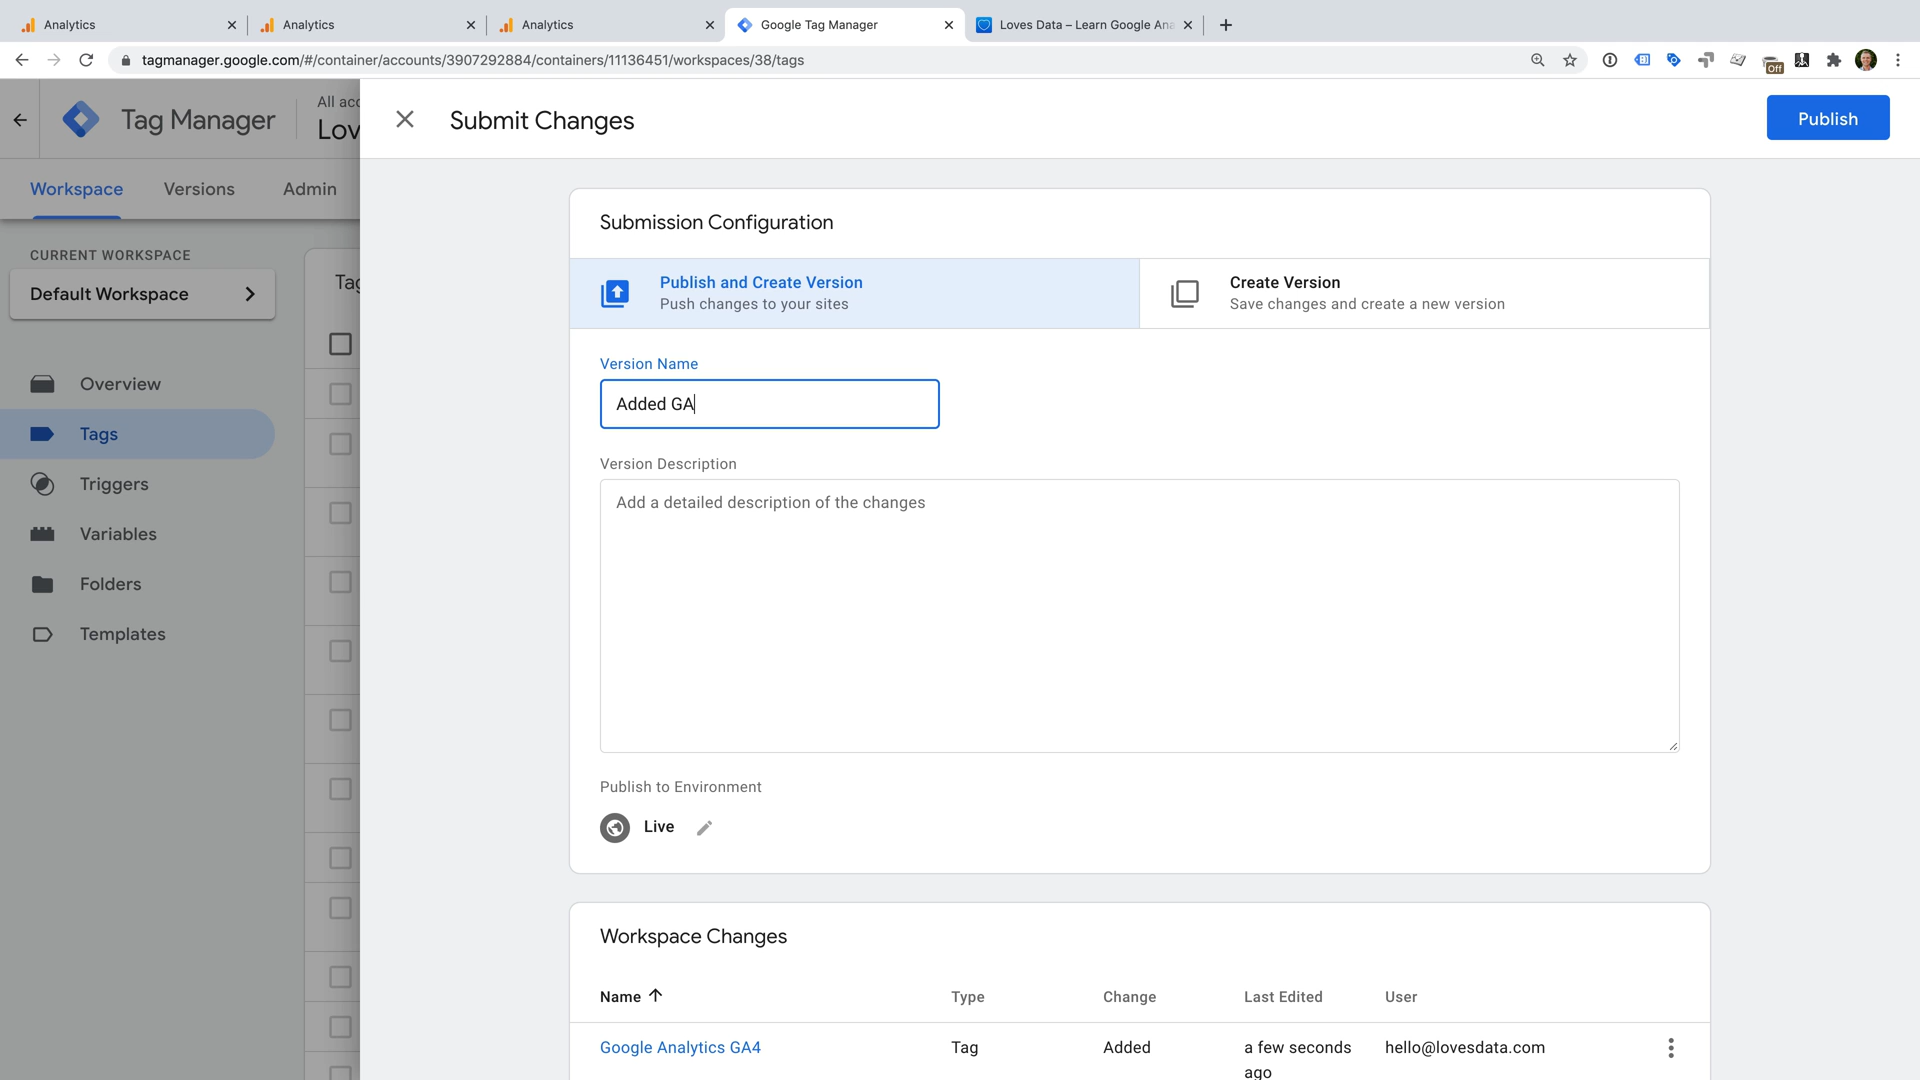 Analytics
Analytics
Analytics
Google Tag Manager
Loves Data – Learn Google Ana
tagmanager.google.com/#/container/accounts/3907292884/containers/11136451/workspaces/38/tags
Off
Tag Manager
All acc
Lov
Submit Changes
Publish
Workspace
Versions
Admin
CURRENT WORKSPACE
Default Workspace
Overview
Tags
Triggers
Variables
Folders
Templates
Tag
Submission Configuration
Publish and Create Version
Push changes to your sites
Create Version
Save changes and create a new version
Version Name
Added GA
Version Description
Add a detailed description of the changes
Publish to Environment
Live
Workspace Changes
Name
Type
Change
Last Edited
User
Google Analytics GA4
Tag
Added
a few seconds
ago
hello@lovesdata.com